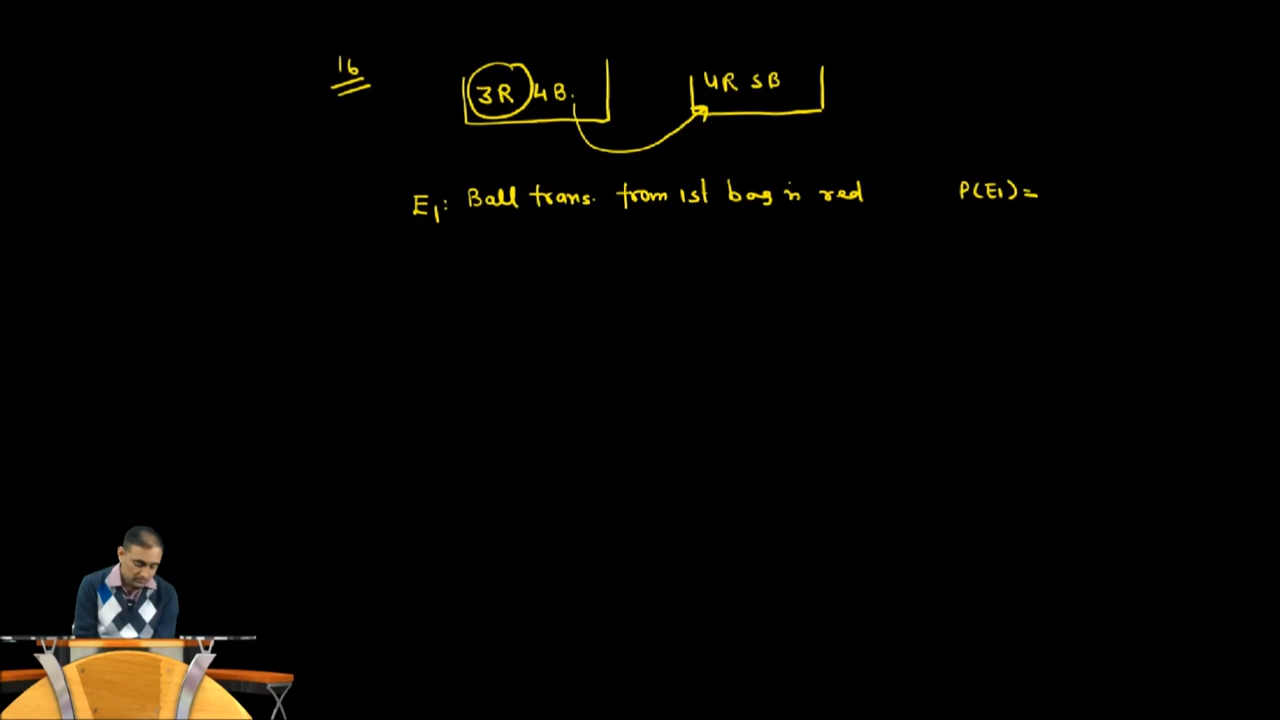 16
3R 4B.
4R 5B
E1: Ball trans. from 1st bag is red P(E1)=